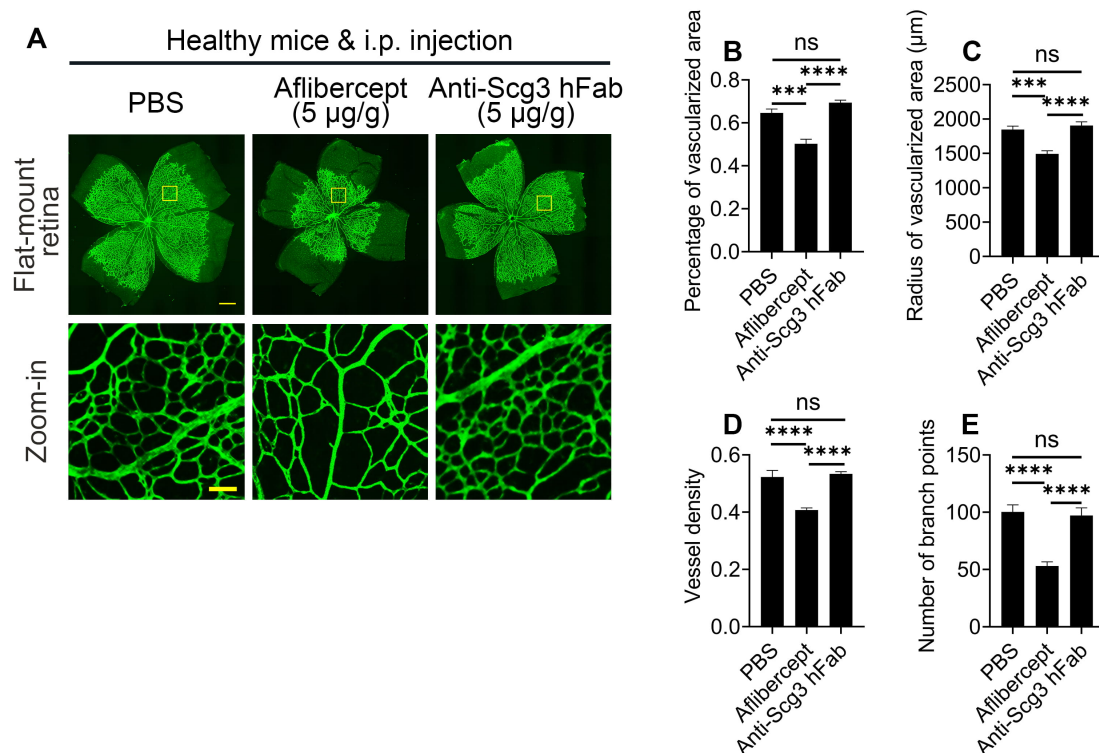 A
Healthy mice & i.p. injection
PBS
Aflibercept
(5 µg/g)
Anti-Scg3 hFab
(5 µg/g)
Flat-mount
retina
Zoom-in
B
ns
*** ****
Percentage of vascularized area
0.8
0.6
0.4
0.2
0.0
PBS
Aflibercept
Anti-Scg3 hFab
C
ns
***
****
Radius of vascularized area (µm)
2500
2000
1500
1000
500
0
PBS
Aflibercept
Anti-Scg3 hFab
D
ns
****
****
Vessel density
0.6
0.4
0.2
0.0
PBS
Aflibercept
Anti-Scg3 hFab
E
ns
****
****
Number of branch points
150
100
50
0
PBS
Aflibercept
Anti-Scg3 hFab